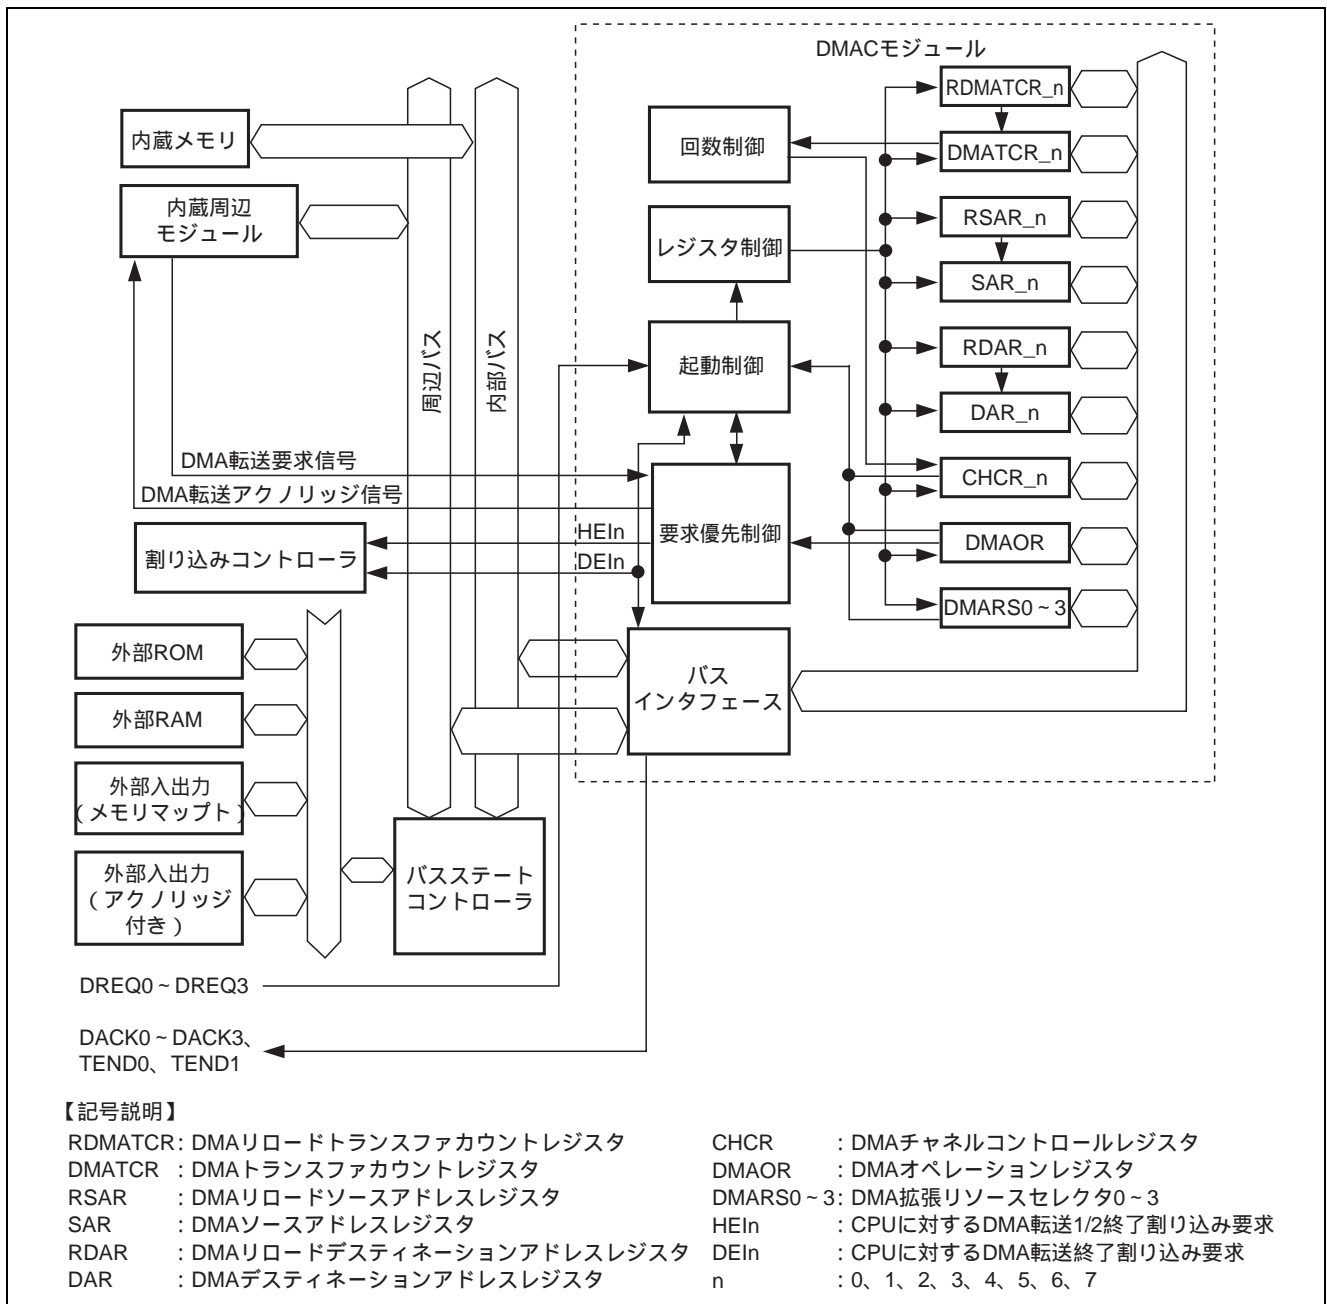 DMACモジュール
内蔵メモリ
内蔵周辺
モジュール
周辺バス
内部バス
回数制御
レジスタ制御
起動制御
要求優先制御
バス
インタフェース
RDMATCR_n
DMATCR_n
RSAR_n
SAR_n
RDAR_n
DAR_n
CHCR_n
DMAOR
DMARS0~3
DMA転送要求信号
DMA転送アクノリッジ信号
HEIn
DEIn
割り込みコントローラ
外部ROM
外部RAM
外部入出力
(メモリマップト)
外部入出力
(アクノリッジ
付き)
バスステート
コントローラ
DREQ0~DREQ3
DACK0~DACK3、
TEND0、TEND1
【記号説明】
RDMATCR:DMAリロードトランスファカウントレジスタ
DMATCR :DMAトランスファカウントレジスタ
RSAR :DMAリロードソースアドレスレジスタ
SAR :DMAソースアドレスレジスタ
RDAR :DMAリロードデスティネーションアドレスレジスタ
DAR :DMAデスティネーションアドレスレジスタ
CHCR :DMAチャネルコントロールレジスタ
DMAOR :DMAオペレーションレジスタ
DMARS0~3:DMA拡張リソースセレクタ0~3
HEIn :CPUに対するDMA転送1/2終了割り込み要求
DEIn :CPUに対するDMA転送終了割り込み要求
n :0、1、2、3、4、5、6、7